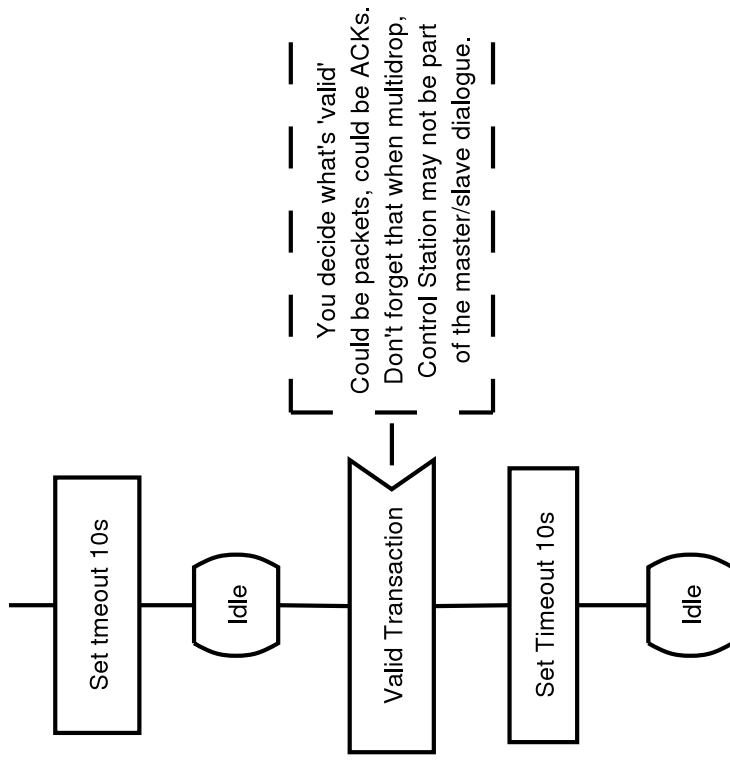 Set tmeout 10s
Idle
Valid Transaction
You decide what's 'valid'
Could be packets, could be ACKs.
Don't forget that when multidrop,
Control Station may not be part
of the master/slave dialogue.
Set Timeout 10s
Idle